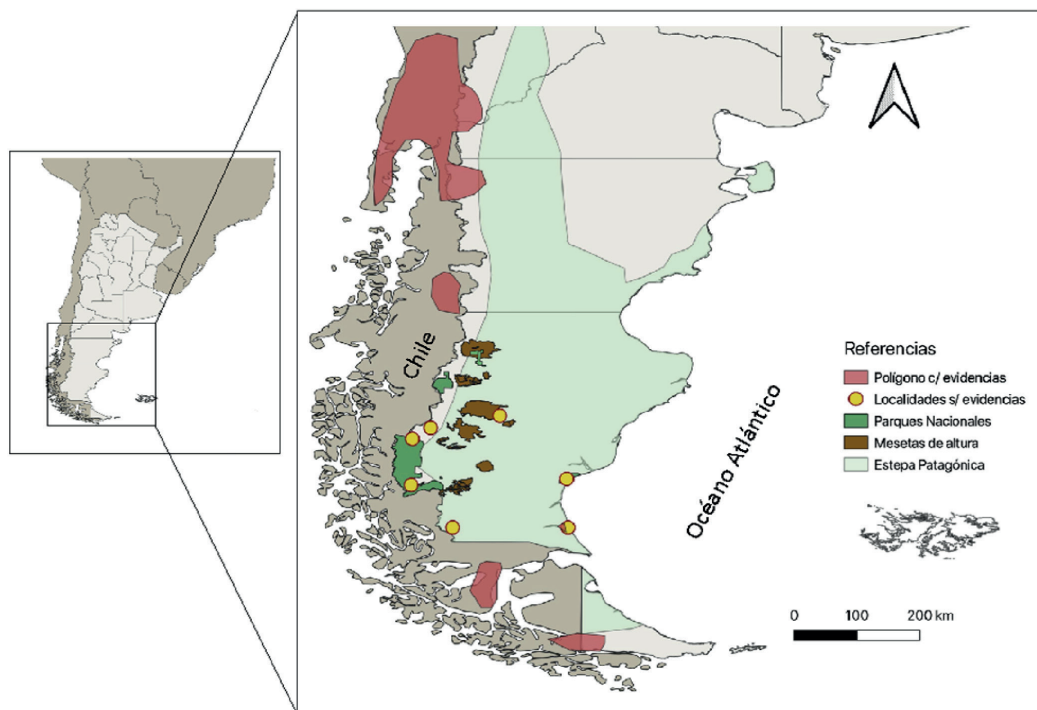 Chile
Océano Atlántico
Referencias
Polígono c/ evidencias
Localidades s/ evidencias
Parques Nacionales
Mesetas de altura
Estepa Patagónica
0 100 200 km